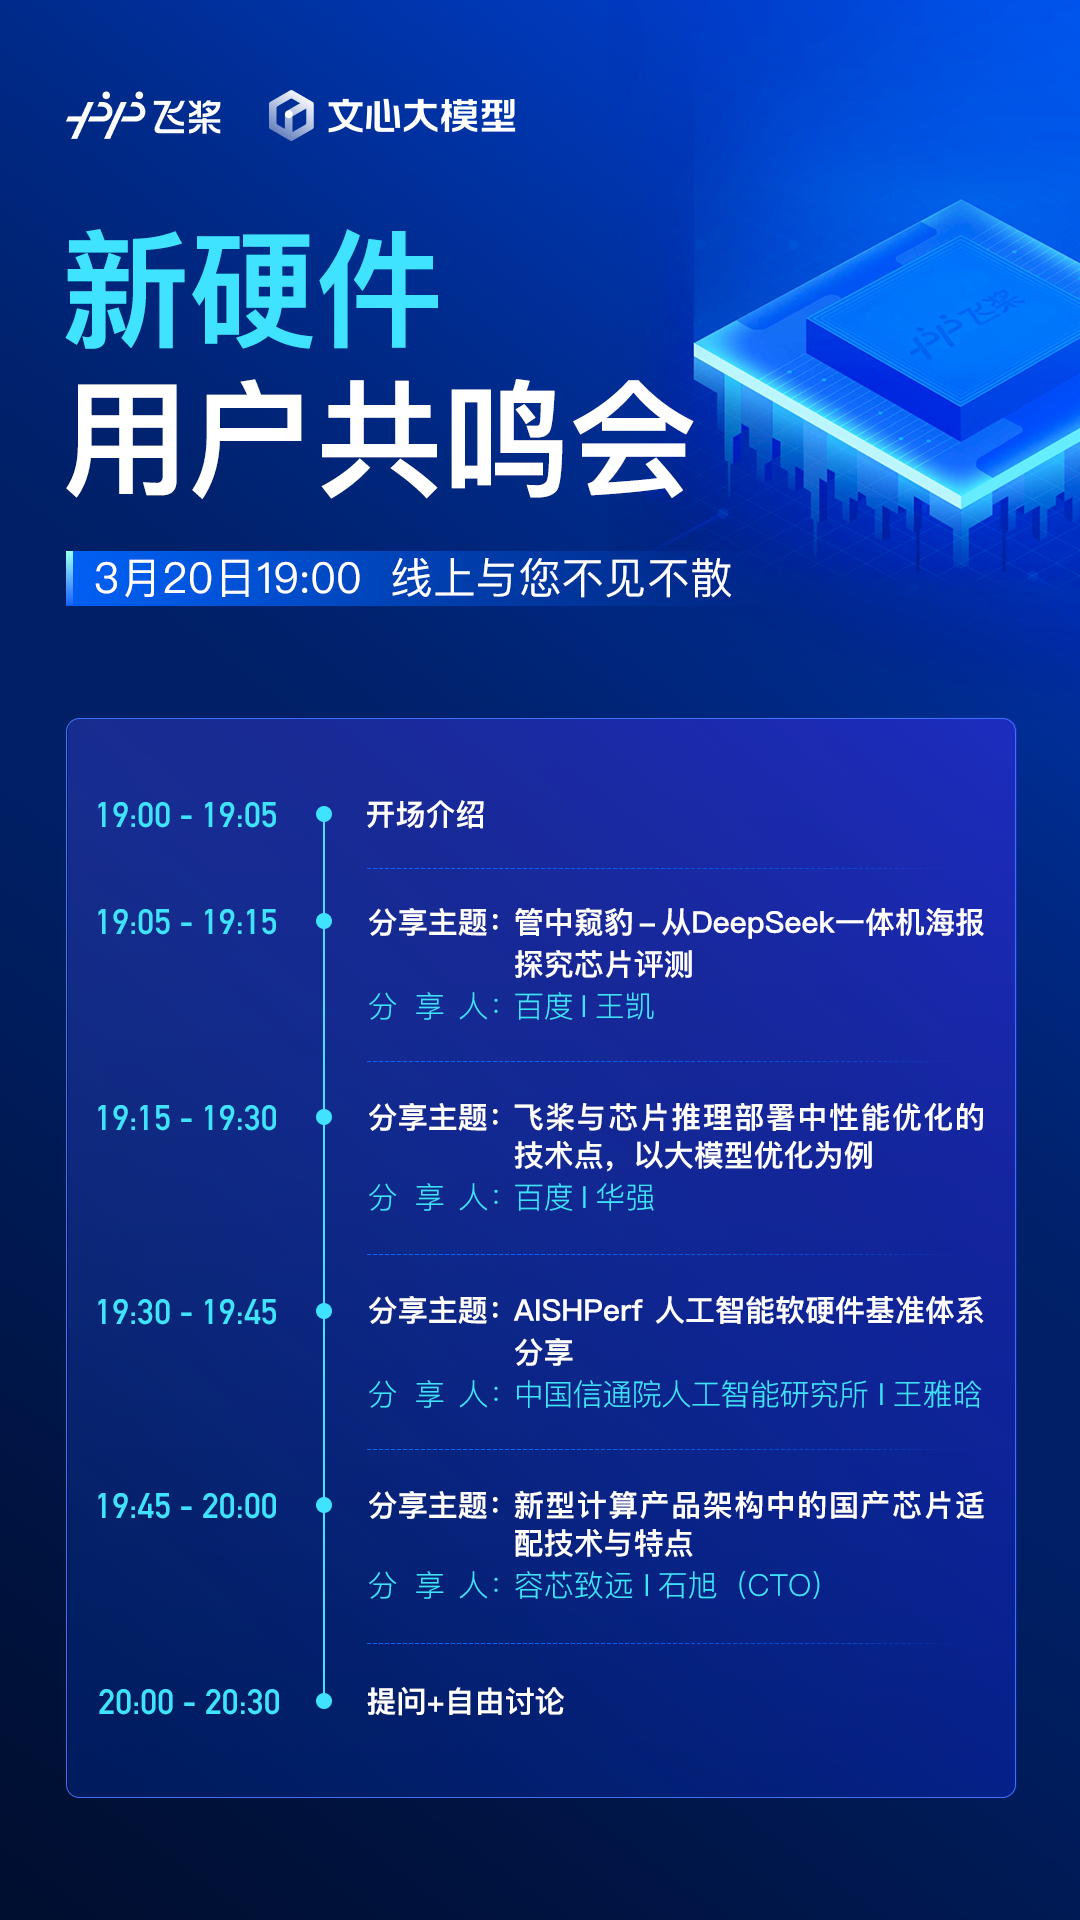 飞桨 文心大模型
新硬件
用户共鸣会
飞桨
3月20日19:00 线上与您不见不散
19:00 - 19:05 开场介绍
19:05 - 19:15 分享主题：管中窥豹－从DeepSeek一体机海报
探究芯片评测
分 享 人：百度 | 王凯
19:15 - 19:30 分享主题：飞桨与芯片推理部署中性能优化的
技术点，以大模型优化为例
分 享 人：百度 | 华强
19:30 - 19:45 分享主题：AISHPerf 人工智能软硬件基准体系
分享
分 享 人：中国信通院人工智能研究所 | 王雅晗
19:45 - 20:00 分享主题：新型计算产品架构中的国产芯片适
配技术与特点
分 享 人：容芯致远 | 石旭（CTO）
20:00 - 20:30 提问+自由讨论